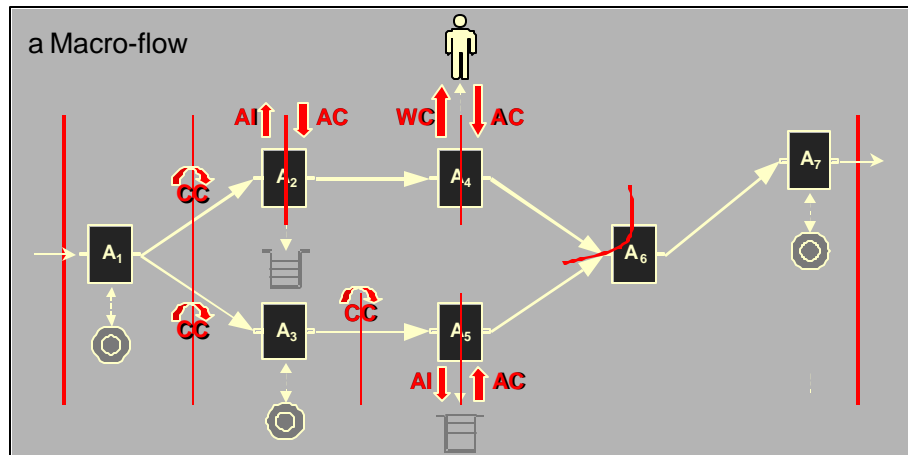 a Macro-flow
AI AC WC AC
CC
A2 A4 A7
A1 A6
CC CC
A3 A5
AI AC